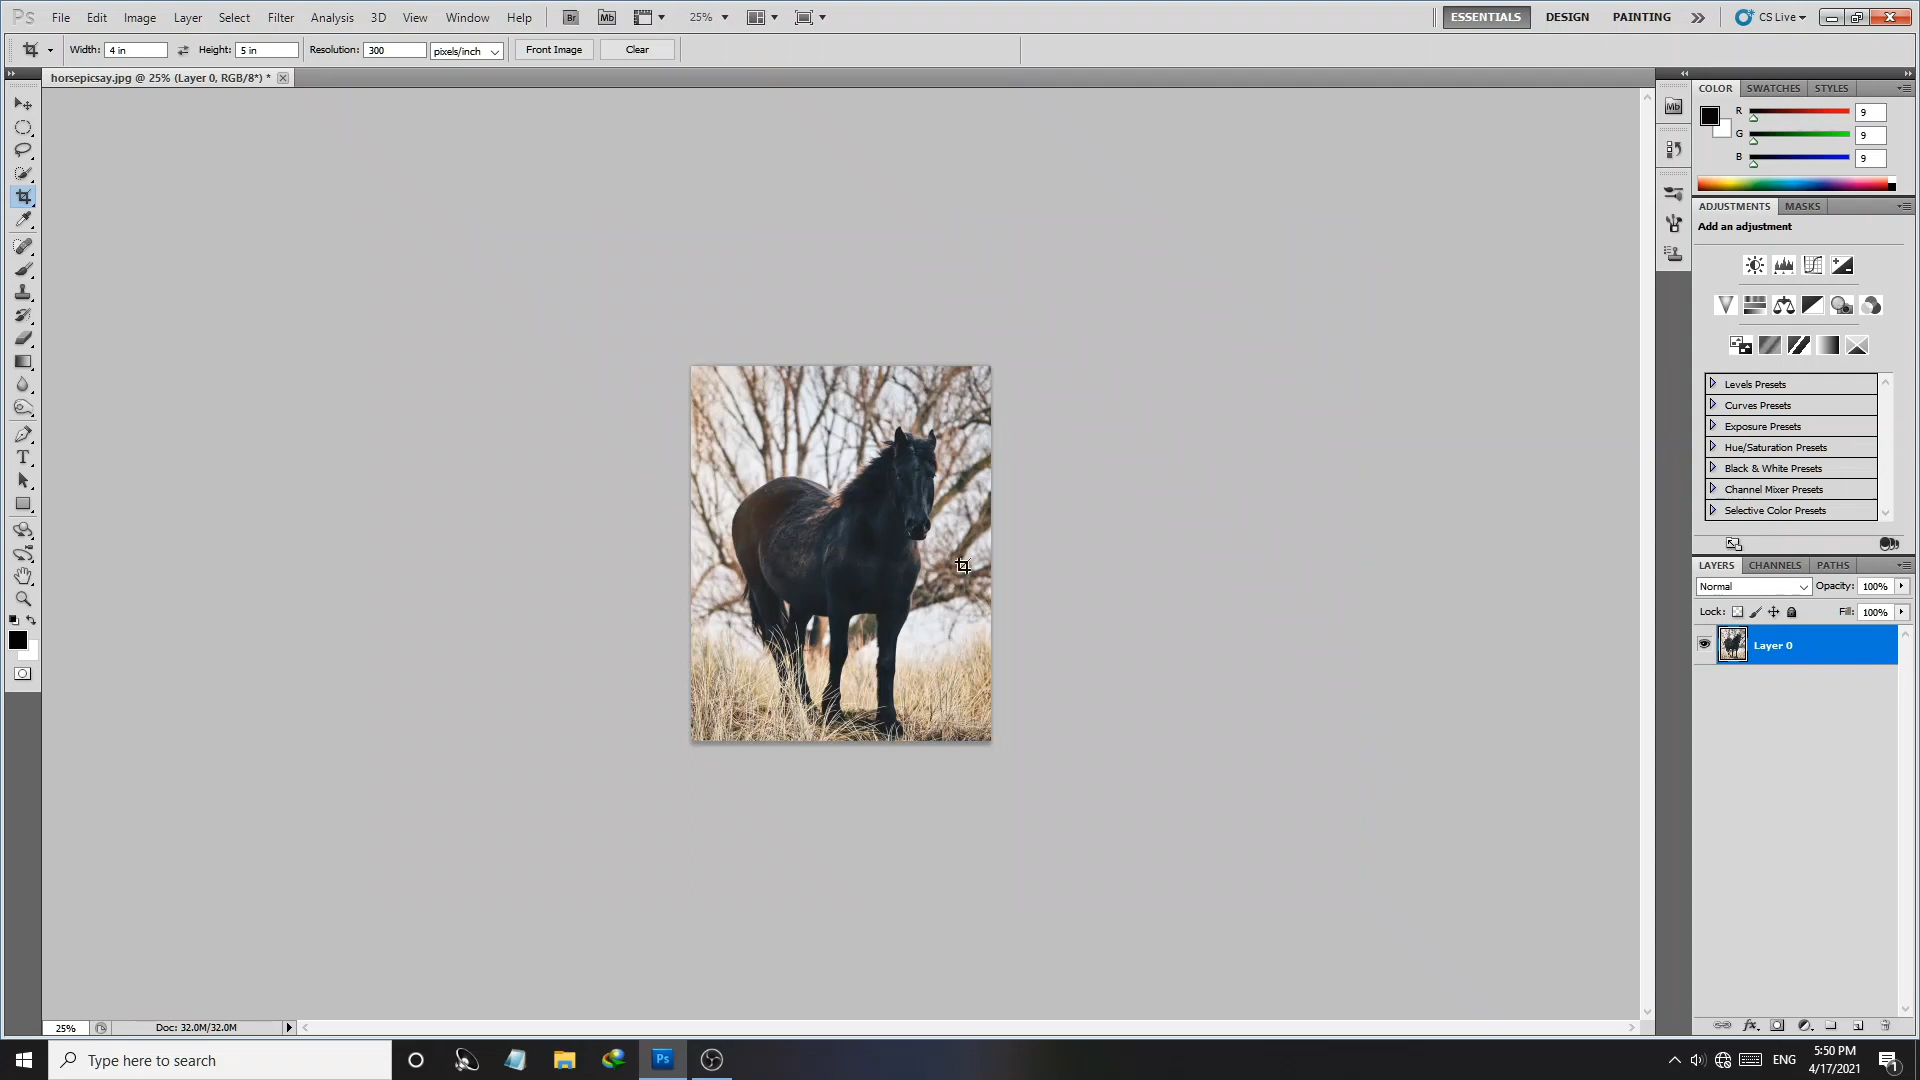 Ps File Edit Image Layer Select Filter Analysis 3D View Window Help Br Mb 25% ESSENTIALS DESIGN PAINTING CS Live
Width: 4 in Height: 5 in Resolution: 300 pixels/inch Front Image Clear
horsepicsay.jpg @ 25% (Layer 0, RGB/8*) *
COLOR SWATCHES STYLES
Mb
R 9
G 9
B 9
ADJUSTMENTS MASKS
Add an adjustment
Levels Presets
Curves Presets
Exposure Presets
Hue/Saturation Presets
Black & White Presets
Channel Mixer Presets
Selective Color Presets
LAYERS CHANNELS PATHS
Normal Opacity: 100%
Lock: Fill: 100%
Layer 0
25% Doc: 32.0M/32.0M
Type here to search Ps ENG 5:50 PM
4/17/2021 1